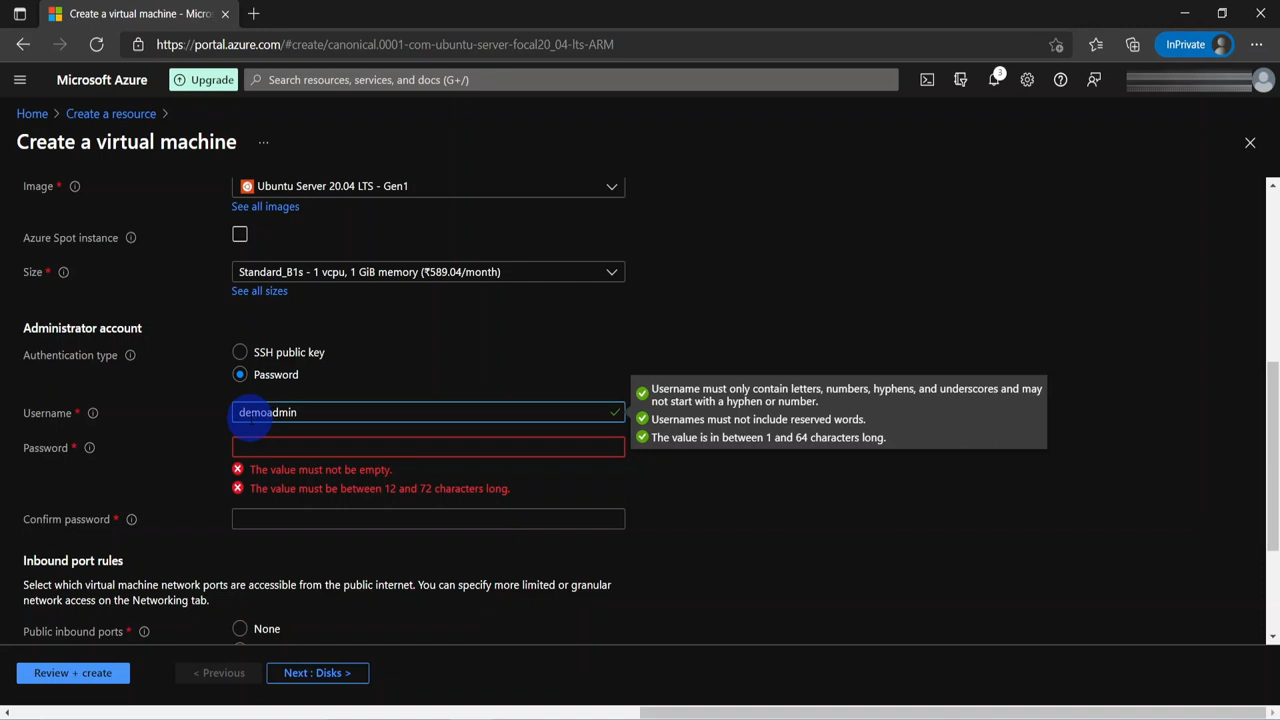 Create a virtual machine - Micro
https://portal.azure.com/#create/canonical.0001-com-ubuntu-server-focal20_04-lts-ARM
InPrivate
Microsoft Azure
Upgrade
Search resources, services, and docs (G+/)
3
Home > Create a resource >
Create a virtual machine ...
Image *
Ubuntu Server 20.04 LTS - Gen1
See all images
Azure Spot instance
Size *
Standard_B1s - 1 vcpu, 1 GiB memory (₹589.04/month)
See all sizes
Administrator account
Authentication type
SSH public key
Password
Username *
demoadmin
Username must only contain letters, numbers, hyphens, and underscores and may
not start with a hyphen or number.
Usernames must not include reserved words.
The value is in between 1 and 64 characters long.
Password *
The value must not be empty.
The value must be between 12 and 72 characters long.
Confirm password *
Inbound port rules
Select which virtual machine network ports are accessible from the public internet. You can specify more limited or granular
network access on the Networking tab.
Public inbound ports *
None
Review + create
< Previous
Next : Disks >